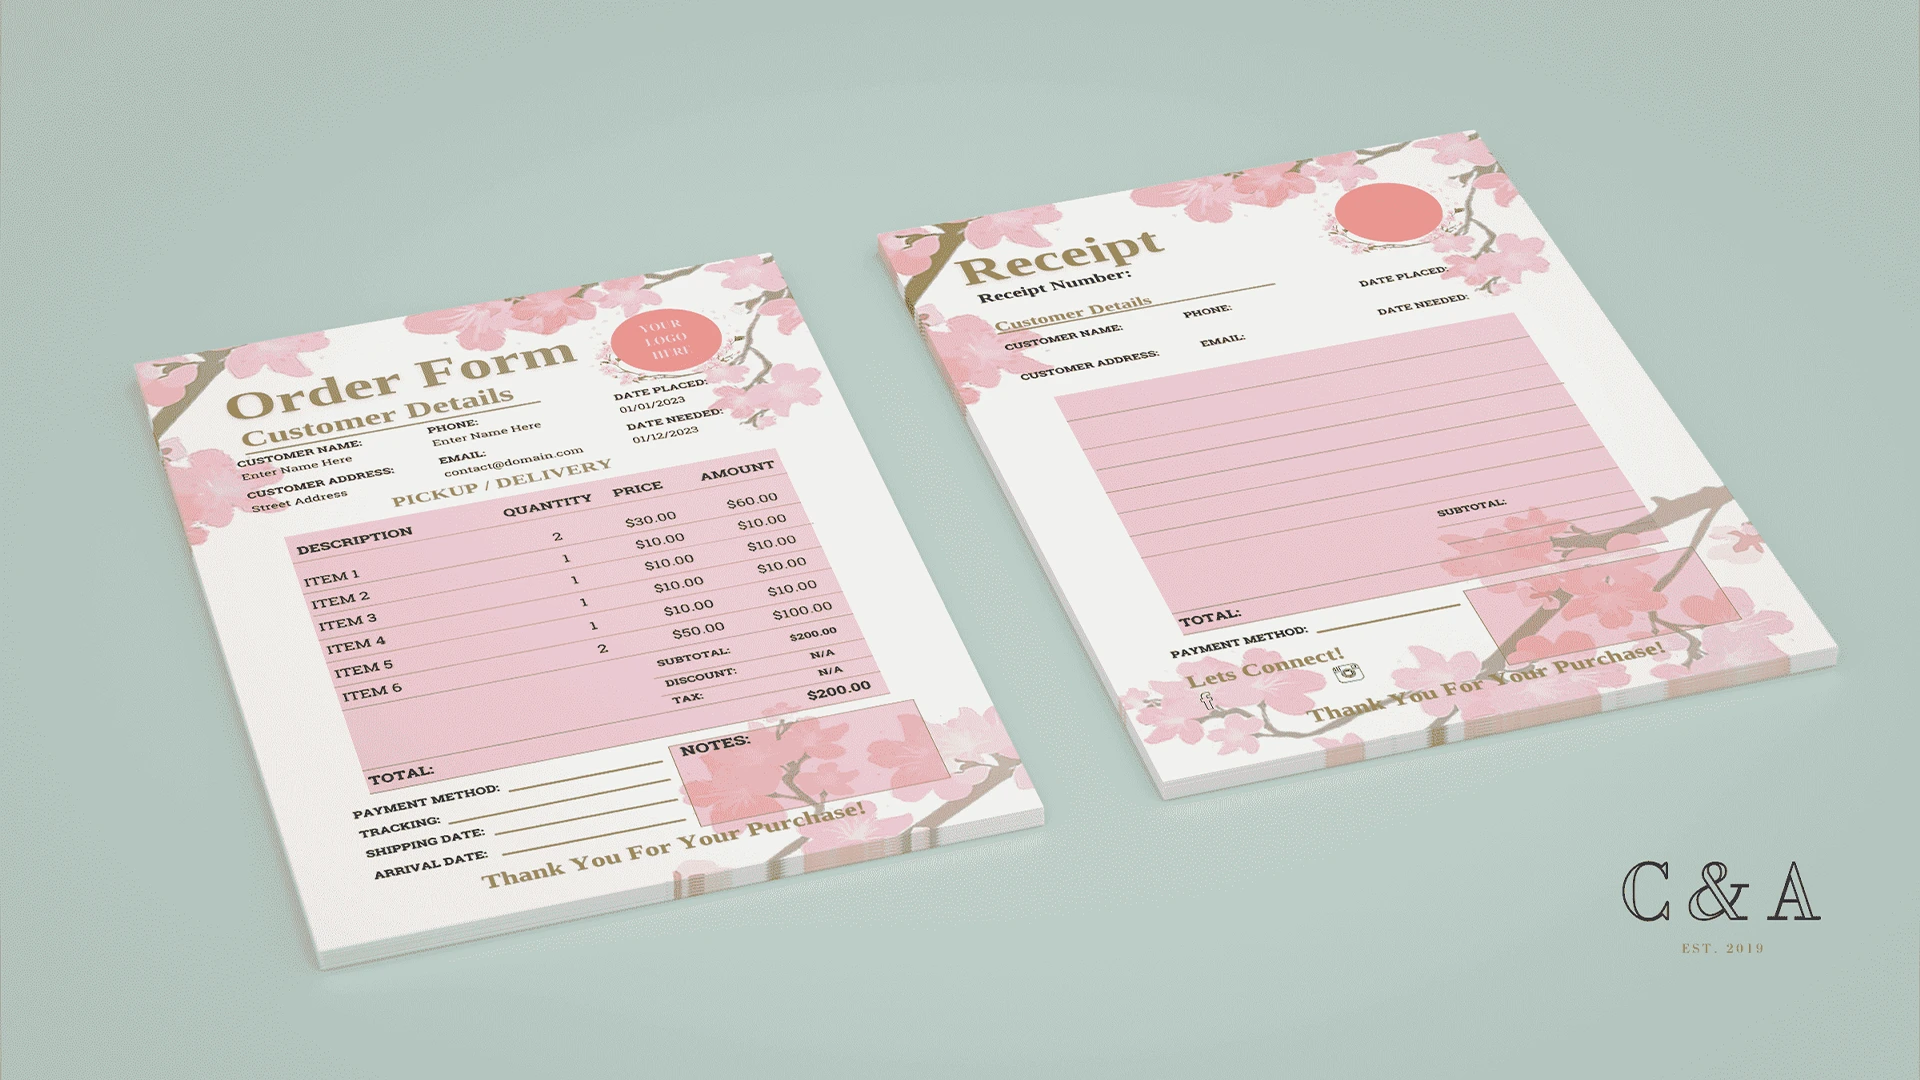 Order Form
YOUR
LOGO
HERE
Customer Details
CUSTOMER NAME:
Enter Name Here
PHONE:
Enter Name Here
DATE PLACED:
01/01/2023
CUSTOMER ADDRESS:
Street Address
EMAIL:
contact@domain.com
DATE NEEDED:
01/12/2023
PICKUP / DELIVERY
DESCRIPTION QUANTITY PRICE AMOUNT
ITEM 1 2 $30.00 $60.00
ITEM 2 1 $10.00 $10.00
ITEM 3 1 $10.00 $10.00
ITEM 4 1 $10.00 $10.00
ITEM 5 1 $10.00 $10.00
ITEM 6 2 $50.00 $100.00
SUBTOTAL: $200.00
DISCOUNT: N/A
TAX: N/A
TOTAL: $200.00
PAYMENT METHOD:
TRACKING:
SHIPPING DATE:
ARRIVAL DATE:
NOTES:
Thank You For Your Purchase!
Receipt
Receipt Number:
Customer Details
CUSTOMER NAME:
PHONE:
DATE PLACED:
CUSTOMER ADDRESS:
EMAIL:
DATE NEEDED:
SUBTOTAL:
TOTAL:
PAYMENT METHOD:
Lets Connect!
Thank You For Your Purchase!
C & A
EST. 2019